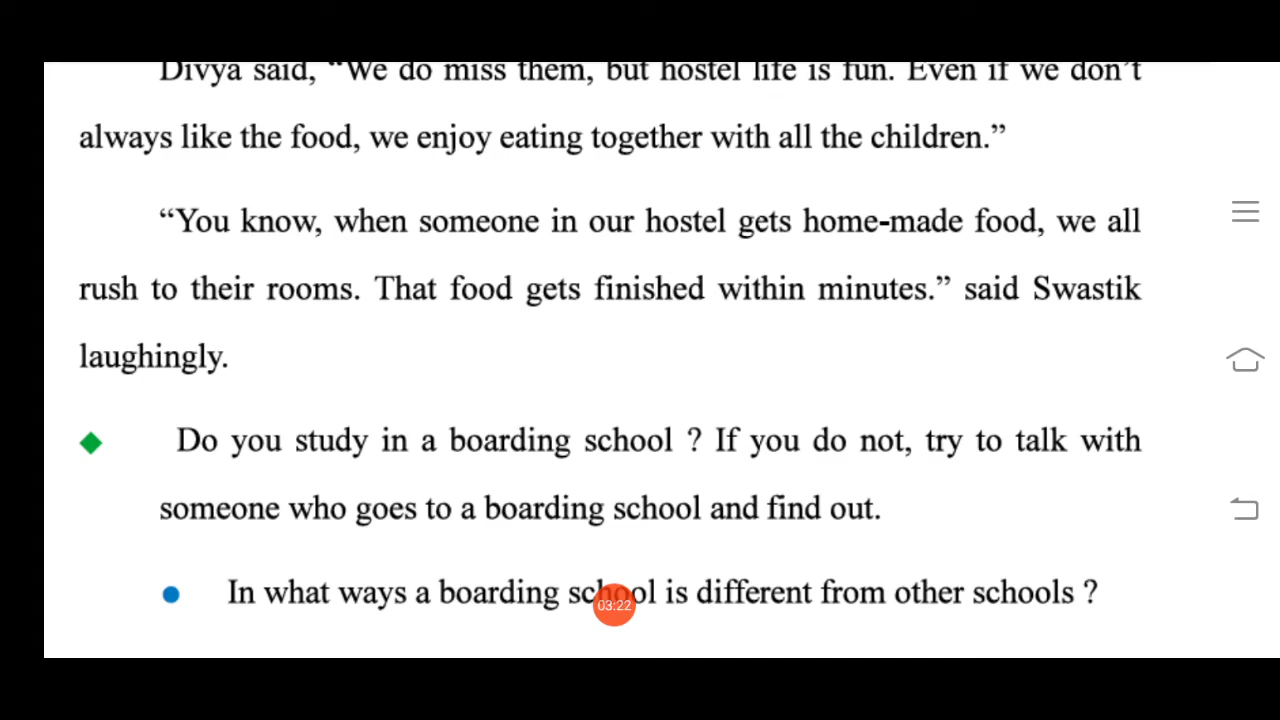 Divya said, “We do miss them, but hostel life is fun. Even if we don’t
always like the food, we enjoy eating together with all the children.”
“You know, when someone in our hostel gets home-made food, we all
rush to their rooms. That food gets finished within minutes.” said Swastik
laughingly.
Do you study in a boarding school ? If you do not, try to talk with
someone who goes to a boarding school and find out.
In what ways a boarding school is different from other schools ?
03:22